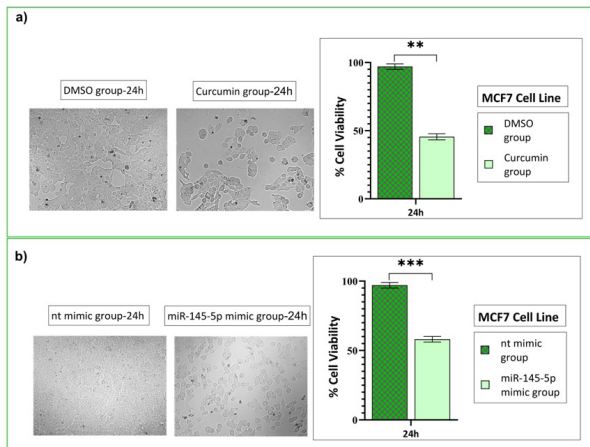 a)
DMSO group-24h
Curcumin group-24h
% Cell Viability
100
50
0
**
24h
MCF7 Cell Line
DMSO
group
Curcumin
group
b)
nt mimic group-24h
miR-145-5p mimic group-24h
% Cell Viability
100
50
0
***
24h
MCF7 Cell Line
nt mimic
group
miR-145-5p
mimic group